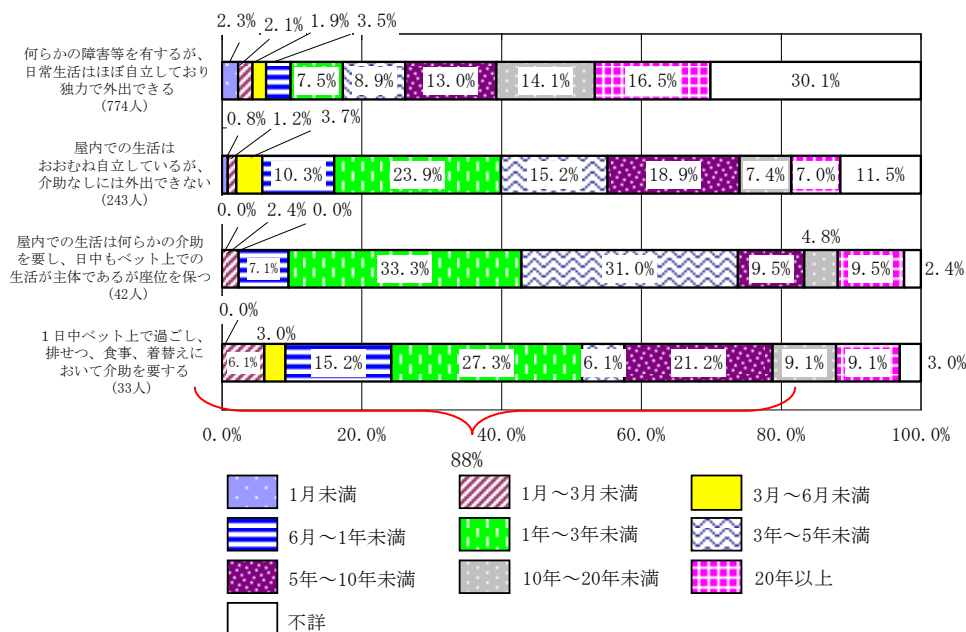 2.3% 2.1% 1.9% 3.5%
何らかの障害等を有するが、
日常生活はほぼ自立しており
独力で外出できる
(774人)
7.5% 8.9% 13.0% 14.1% 16.5% 30.1%
0.8% 1.2% 3.7%
屋内での生活は
おおむね自立しているが、
介助なしには外出できない
(243人)
10.3% 23.9% 15.2% 18.9% 7.4% 7.0% 11.5%
0.0% 2.4% 0.0%
4.8%
屋内での生活は何らかの介助
を要し、日中もベット上での
生活が主体であるが座位を保つ
(42人)
7.1% 33.3% 31.0% 9.5% 9.5% 2.4%
0.0%
3.0%
1日中ベット上で過ごし、
排せつ、食事、着替えに
おいて介助を要する
(33人)
6.1% 15.2% 27.3% 6.1% 21.2% 9.1% 9.1% 3.0%
0.0% 20.0% 40.0% 60.0% 80.0% 100.0%
88%
1月未満 1月～3月未満 3月～6月未満
6月～1年未満 1年～3年未満 3年～5年未満
5年～10年未満 10年～20年未満 20年以上
不詳